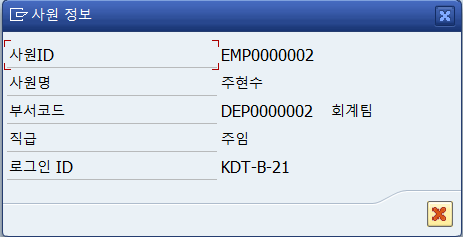 사원 정보
사원ID EMP0000002
사원명 주현수
부서코드 DEP0000002 회계팀
직급 주임
로그인 ID KDT-B-21